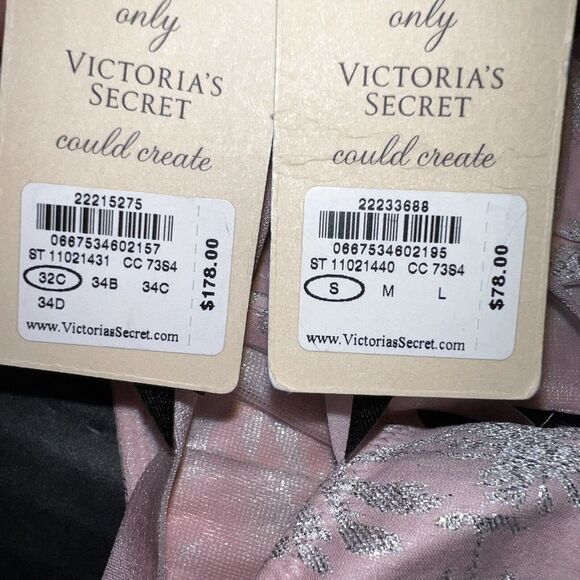 only
VICTORIA'S
SECRET
could create
22215275
0667534602157
ST 11021431 CC 73S4
32C 34B 34C
34D
$178.00
www.VictoriasSecret.com
only
VICTORIA'S
SECRET
could create
22233688
0667534602195
ST 11021440 CC 73S4
S M L
$78.00
www.VictoriasSecret.com